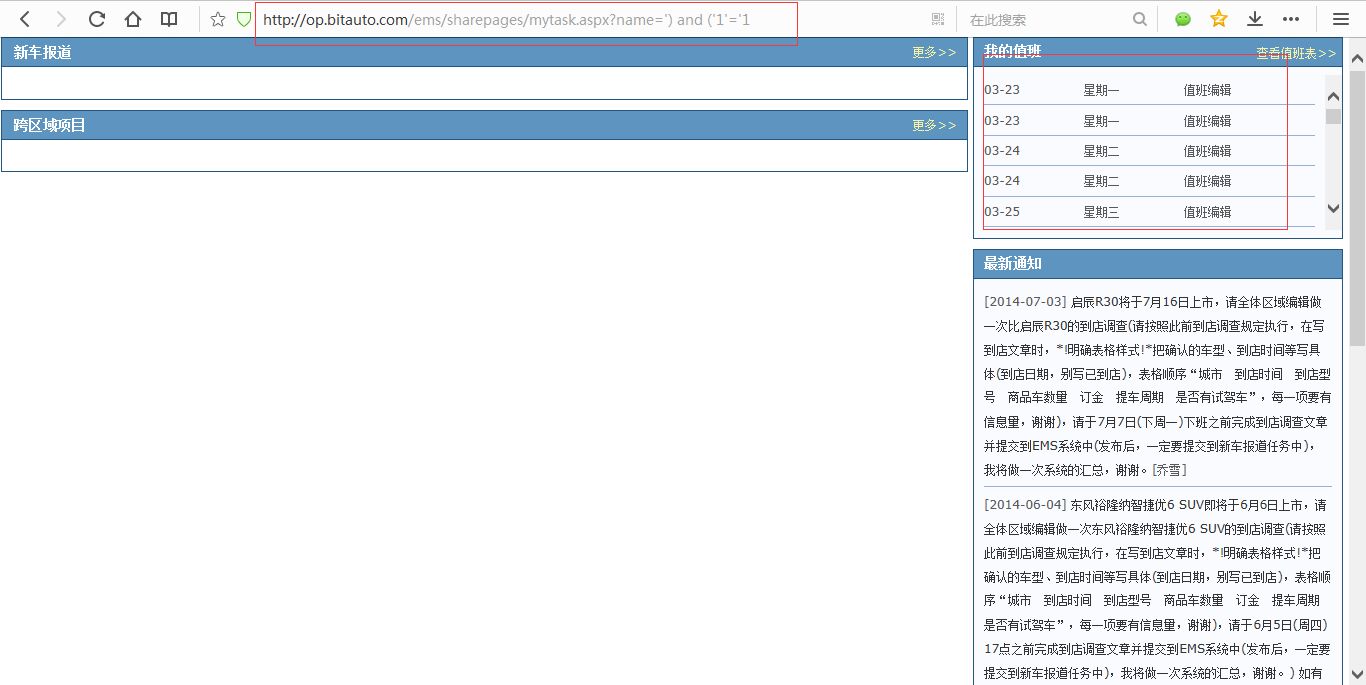 http://op.bitauto.com/ems/sharepages/mytask.aspx?name=') and ('1'='1
在此搜索
新车报道 更多>>
跨区域项目 更多>>
我的值班 查看值班表>>
03-23 星期一 值班编辑
03-23 星期一 值班编辑
03-24 星期二 值班编辑
03-24 星期二 值班编辑
03-25 星期三 值班编辑
最新通知
[2014-07-03] 启辰R30将于7月16日上市，请全体区域编辑做
一次比启辰R30的到店调查(请按照此前到店调查规定执行，在写
到店文章时，*!明确表格样式!*把确认的车型、到店时间等写具
体(到店日期，别写已到店)，表格顺序“城市　到店时间　到店型
号　商品车数量　订金　提车周期　是否有试驾车”，每一项要有
信息量，谢谢)，请于7月7日(下周一)下班之前完成到店调查文章
并提交到EMS系统中(发布后，一定要提交到新车报道任务中)，
我将做一次系统的汇总，谢谢。[乔雪]
[2014-06-04] 东风裕隆纳智捷优6 SUV即将于6月6日上市，请
全体区域编辑做一次东风裕隆纳智捷优6 SUV的到店调查(请按照
此前到店调查规定执行，在写到店文章时，*!明确表格样式!*把
确认的车型、到店时间等写具体(到店日期，别写已到店)，表格顺
序“城市　到店时间　到店型号　商品车数量　订金　提车周期
是否有试驾车”，每一项要有信息量，谢谢)，请于6月5日(周四)
17点之前完成到店调查文章并提交到EMS系统中(发布后，一定要
提交到新车报道任务中)，我将做一次系统的汇总，谢谢。) 如有